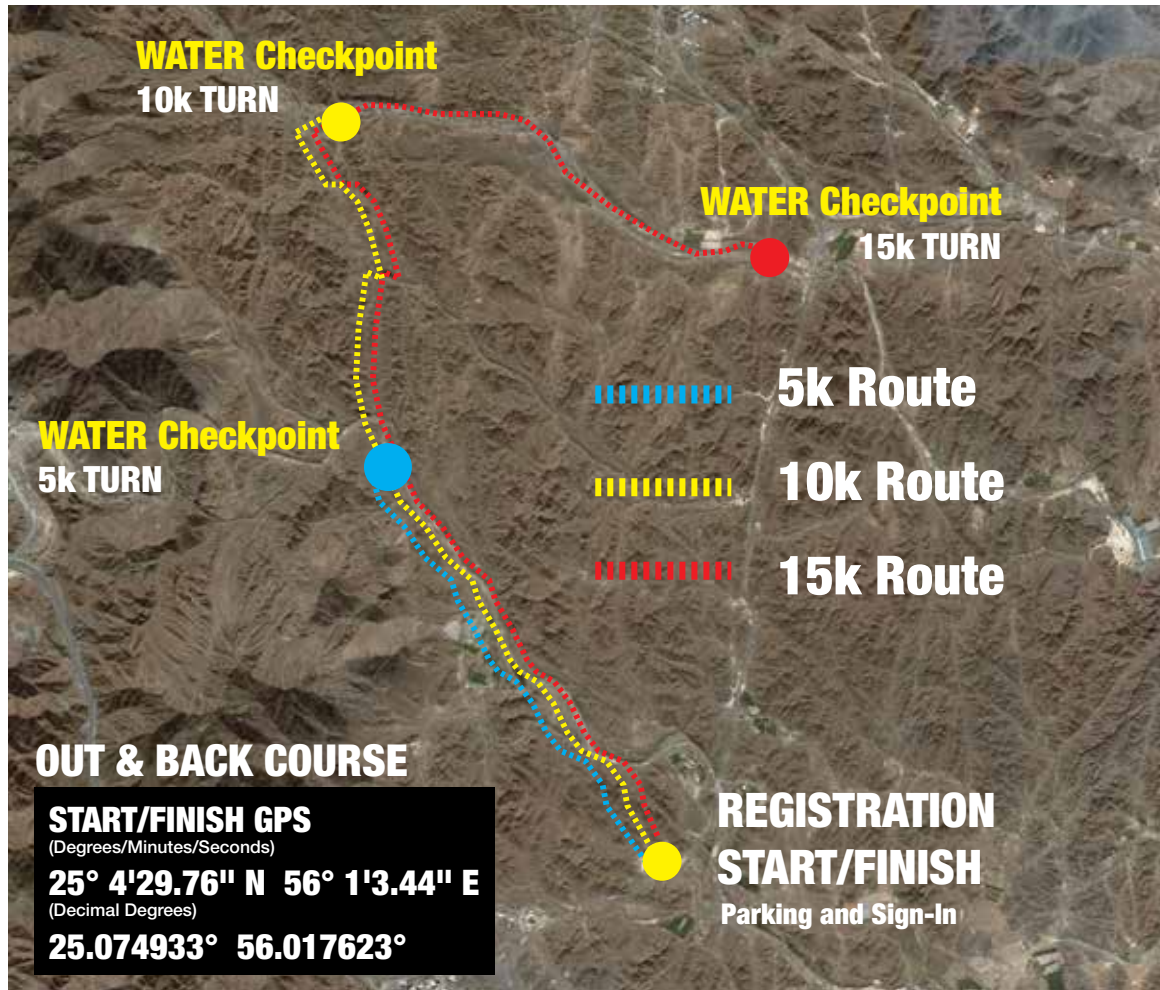 WATER Checkpoint
10k TURN
WATER Checkpoint
15k TURN
5k Route
WATER Checkpoint
5k TURN
10k Route
15k Route
OUT & BACK COURSE
START/FINISH GPS
(Degrees/Minutes/Seconds)
25° 4'29.76" N 56° 1'3.44" E
(Decimal Degrees)
25.074933° 56.017623°
REGISTRATION
START/FINISH
Parking and Sign-In